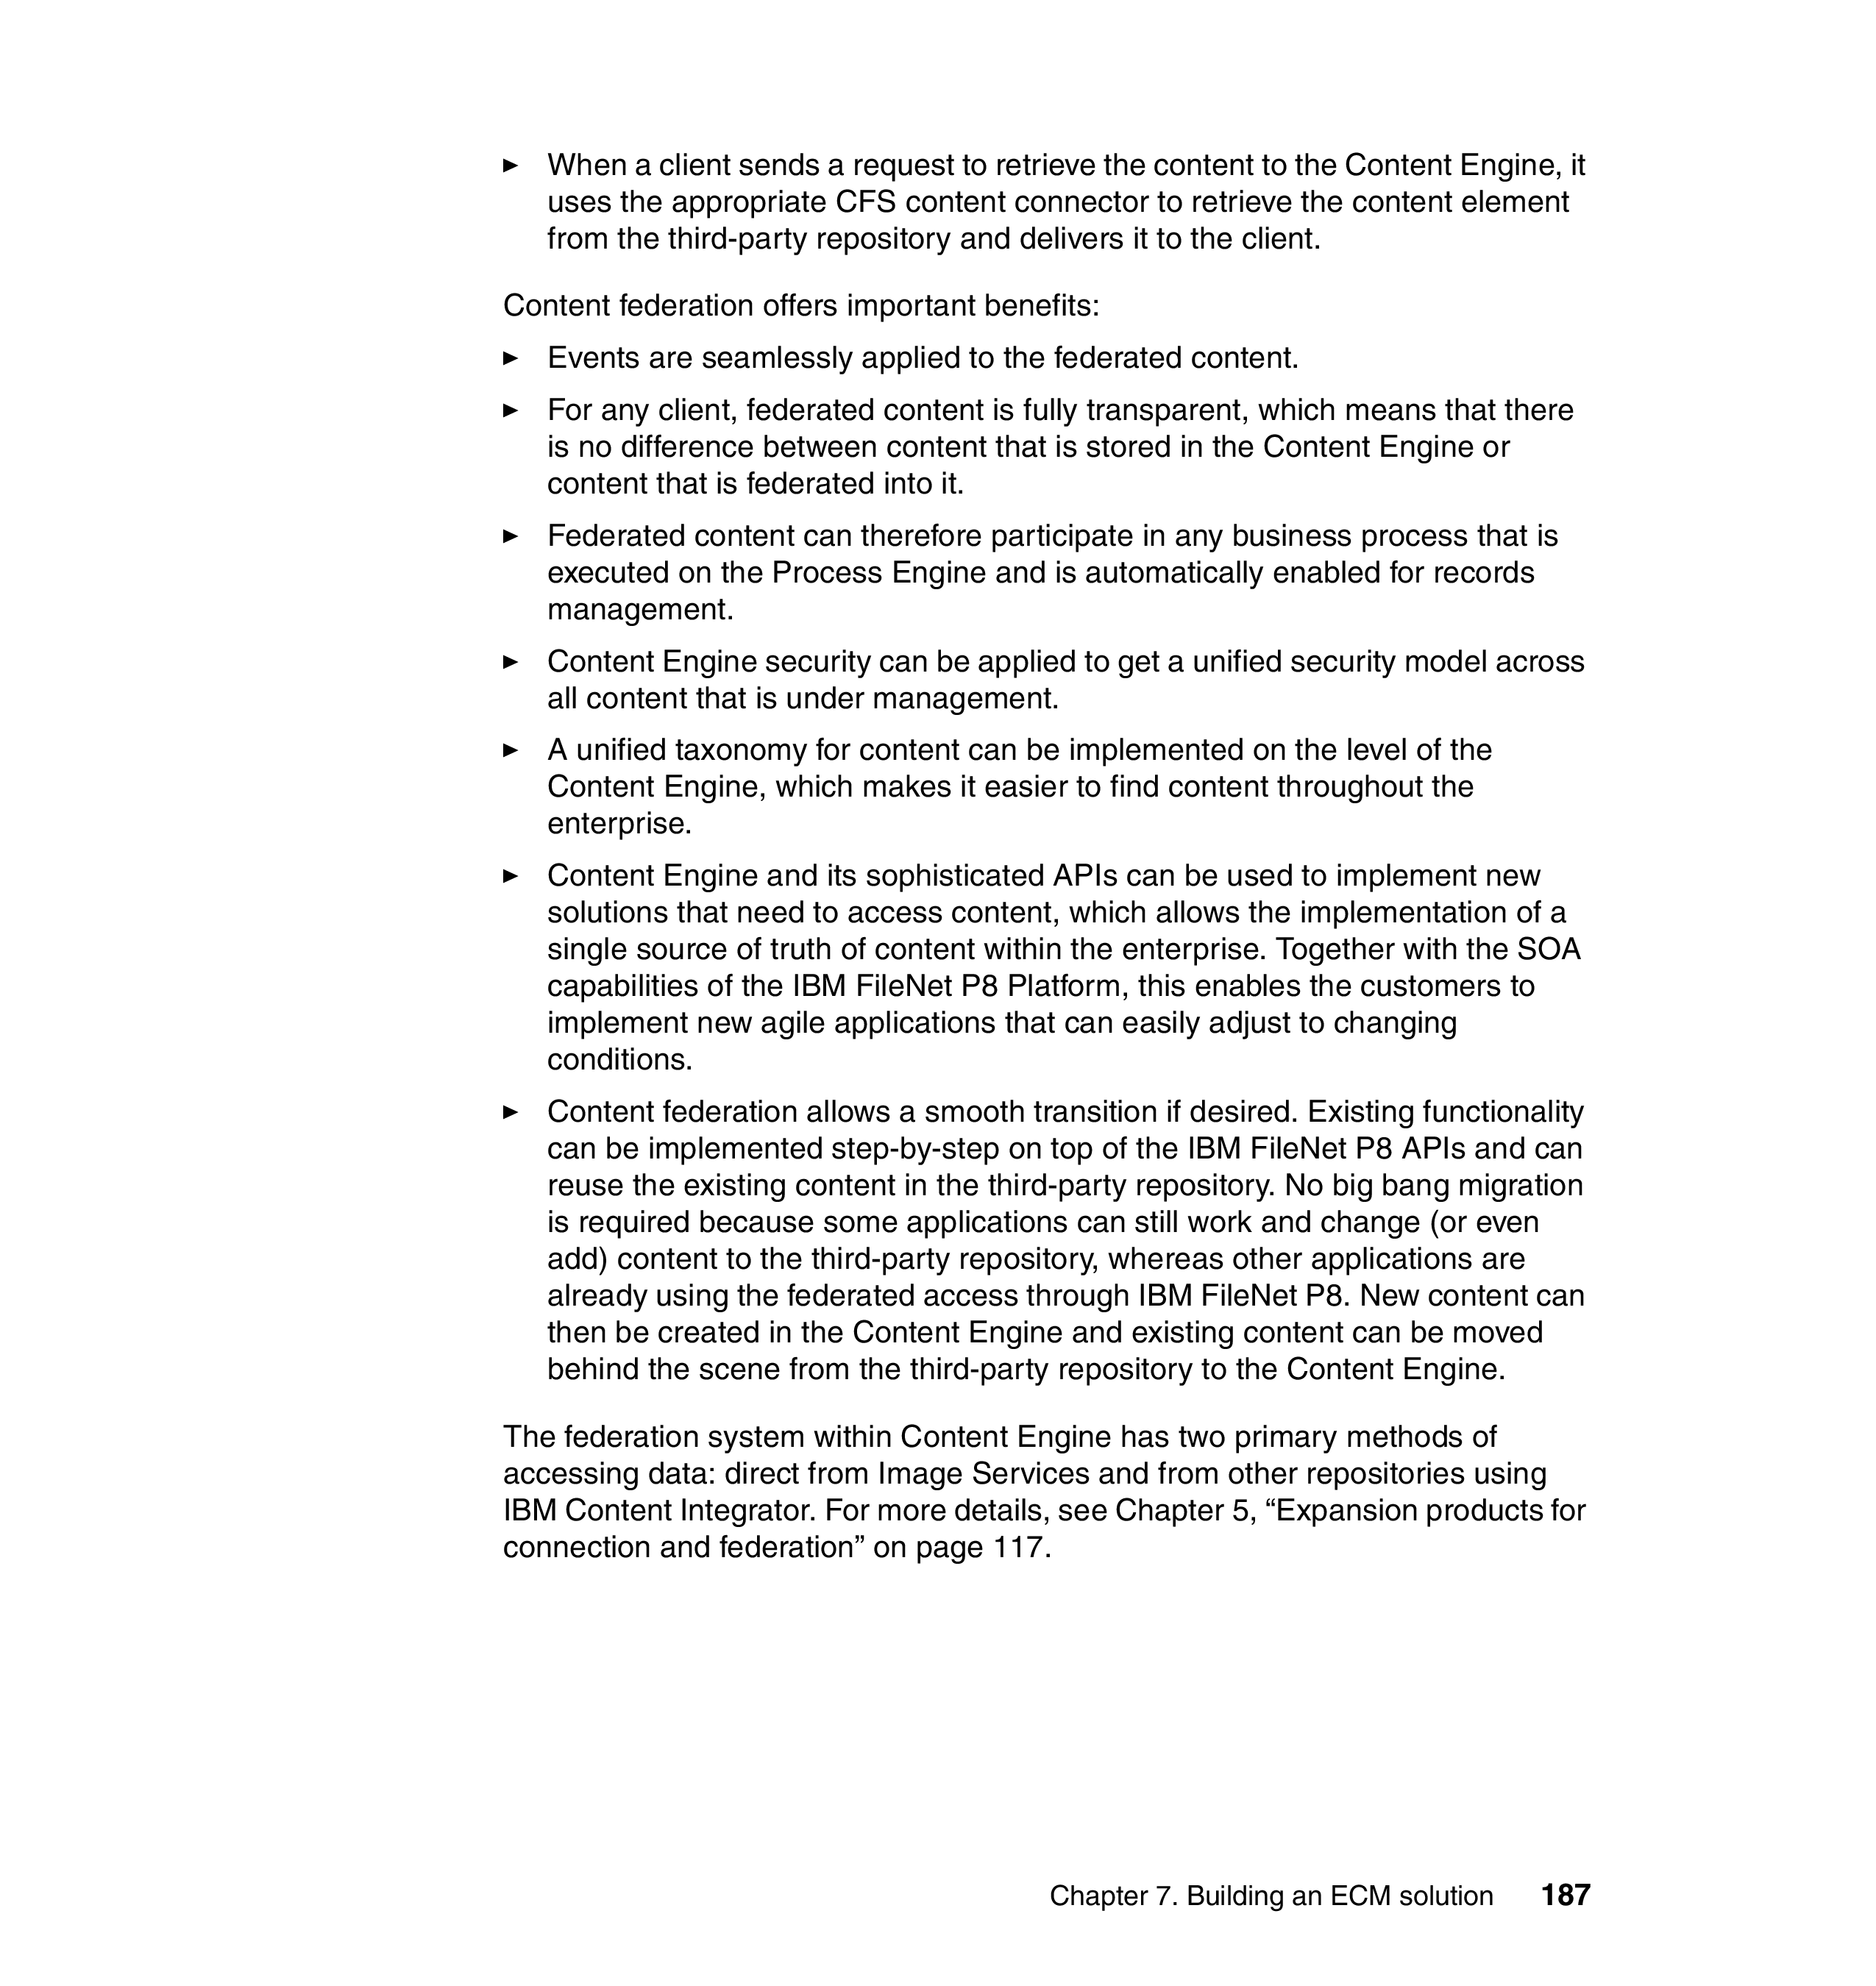 ► When a client sends a request to retrieve the content to the Content Engine, it
uses the appropriate CFS content connector to retrieve the content element
from the third-party repository and delivers it to the client.
Content federation offers important benefits:
► Events are seamlessly applied to the federated content.
► For any client, federated content is fully transparent, which means that there
is no difference between content that is stored in the Content Engine or
content that is federated into it.
► Federated content can therefore participate in any business process that is
executed on the Process Engine and is automatically enabled for records
management.
► Content Engine security can be applied to get a unified security model across
all content that is under management.
► A unified taxonomy for content can be implemented on the level of the
Content Engine, which makes it easier to find content throughout the
enterprise.
► Content Engine and its sophisticated APIs can be used to implement new
solutions that need to access content, which allows the implementation of a
single source of truth of content within the enterprise. Together with the SOA
capabilities of the IBM FileNet P8 Platform, this enables the customers to
implement new agile applications that can easily adjust to changing
conditions.
► Content federation allows a smooth transition if desired. Existing functionality
can be implemented step-by-step on top of the IBM FileNet P8 APIs and can
reuse the existing content in the third-party repository. No big bang migration
is required because some applications can still work and change (or even
add) content to the third-party repository, whereas other applications are
already using the federated access through IBM FileNet P8. New content can
then be created in the Content Engine and existing content can be moved
behind the scene from the third-party repository to the Content Engine.
The federation system within Content Engine has two primary methods of
accessing data: direct from Image Services and from other repositories using
IBM Content Integrator. For more details, see Chapter 5, “Expansion products for
connection and federation” on page 117.
Chapter 7. Building an ECM solution 187